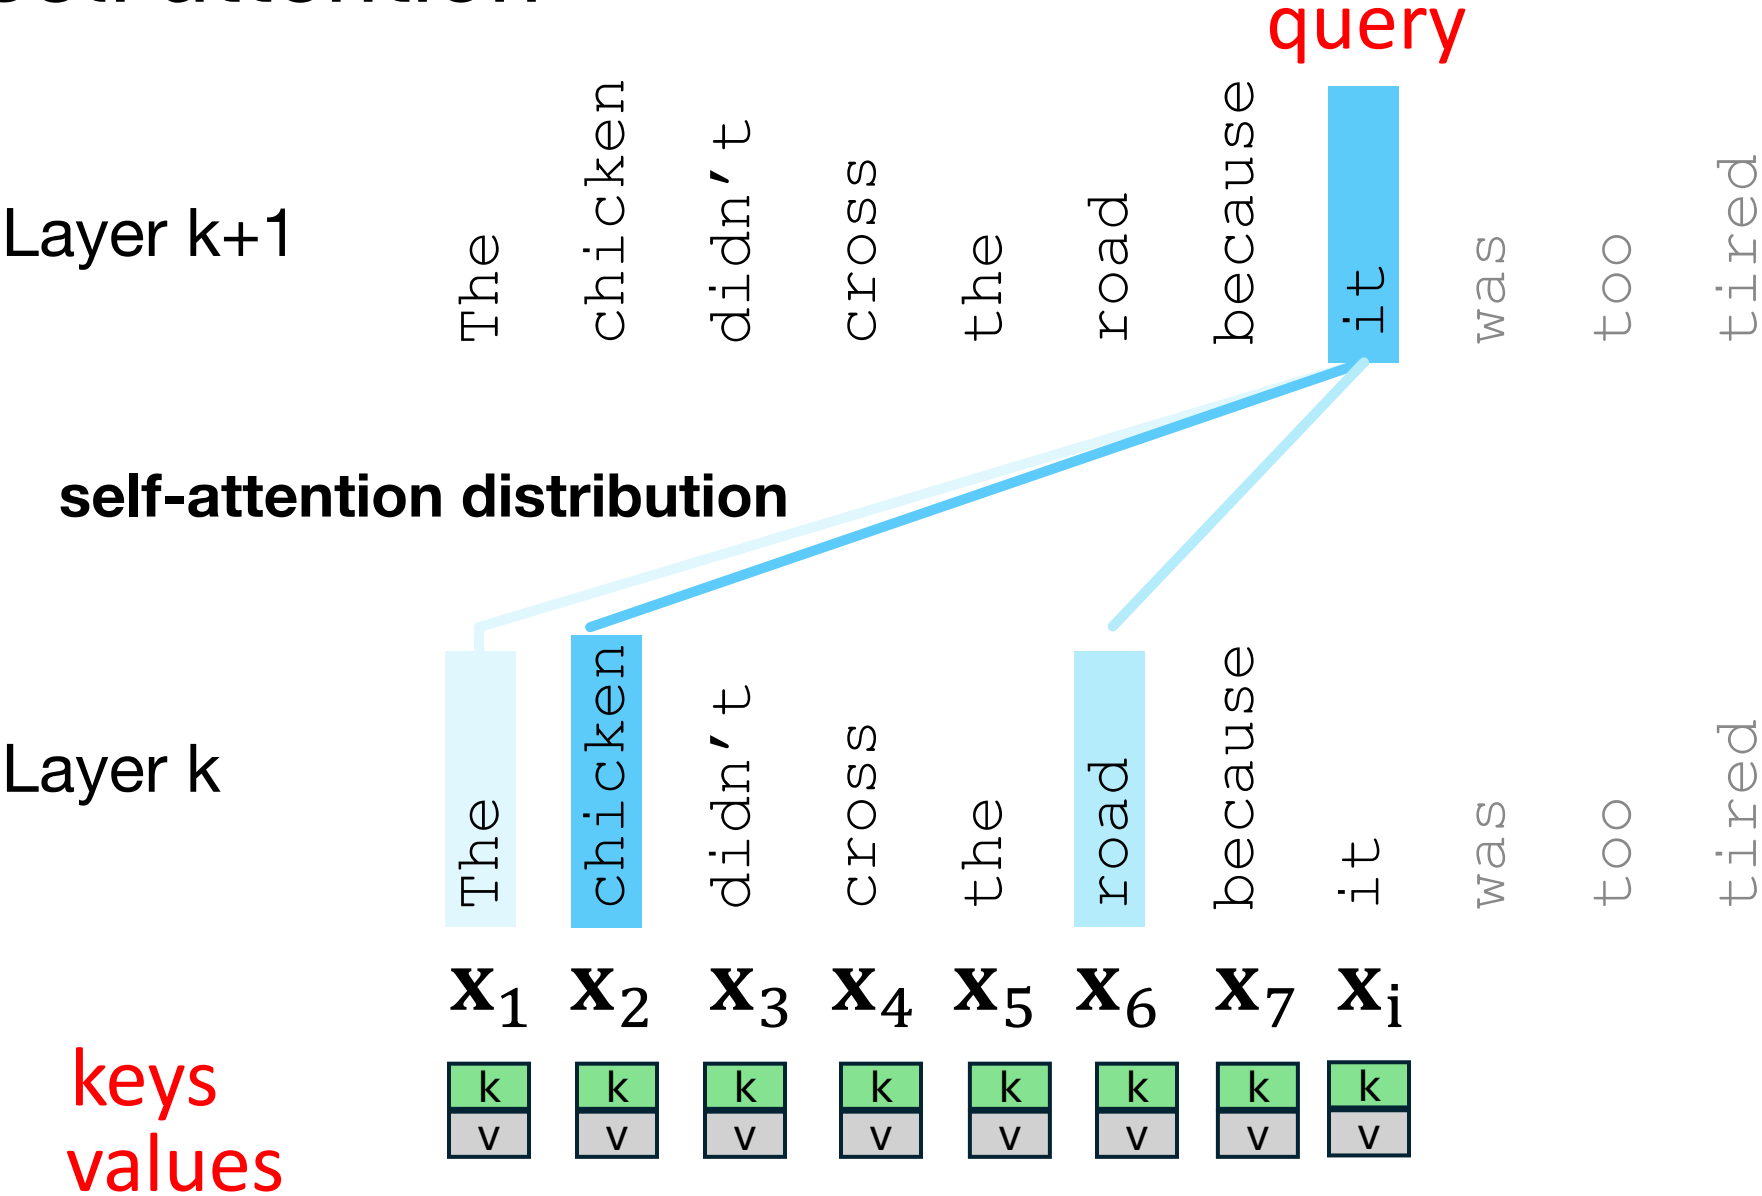 self-attention
query
Layer k+1
The chicken didn't cross the road because it was too tired
self-attention distribution
Layer k
The chicken didn't cross the road because it was too tired
x₁ x₂ x₃ x₄ x₅ x₆ x₇ xᵢ
keys
k k k k k k k k
values
v v v v v v v v